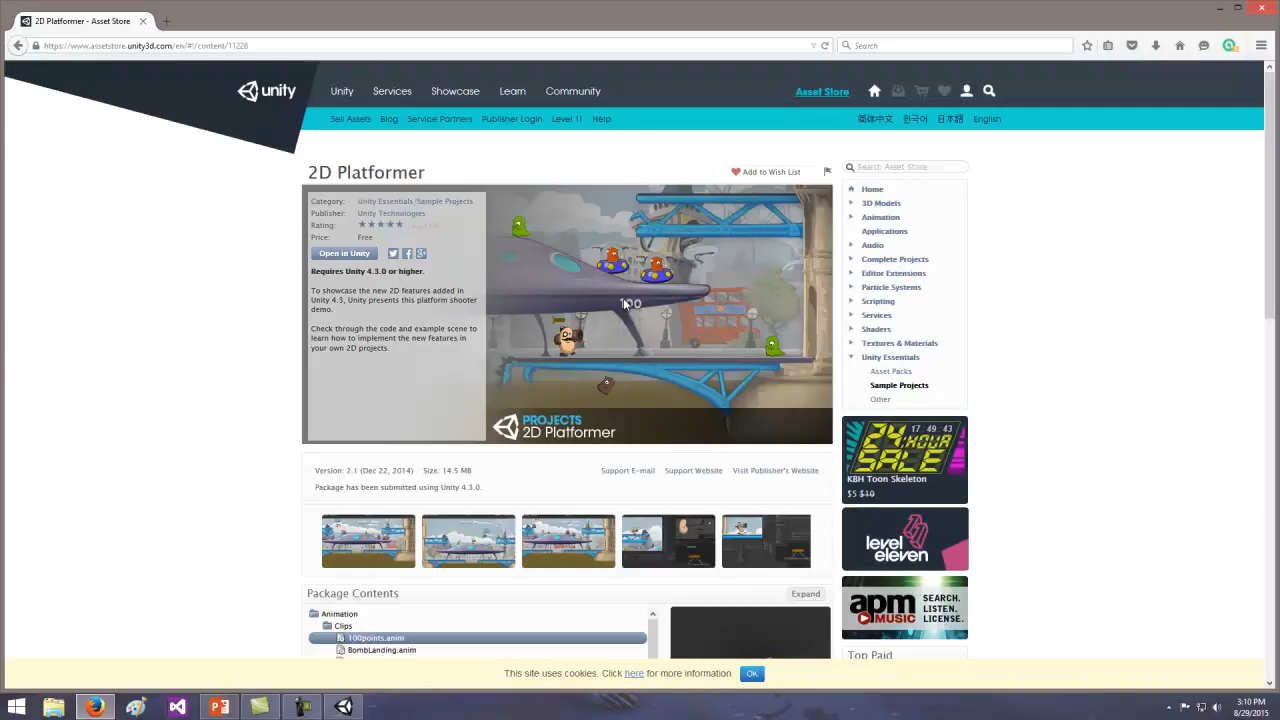 2D Platformer - Asset Store
https://www.assetstore.unity3d.com/en/#!/content/11228
Search
unity
Unity Services Showcase Learn Community
Asset Store
Sell Assets Blog Service Partners Publisher Login Level 11 Help
简体中文 한국어 日本語 English
2D Platformer
Add to Wish List
Search Asset Store
Category: Unity Essentials/Sample Projects
Publisher: Unity Technologies
Rating:
Price: Free
Open in Unity
Requires Unity 4.3.0 or higher.
To showcase the new 2D features added in
Unity 4.3, Unity presents this platform shooter
demo.
Check through the code and example scene to
learn how to implement the new features in
your own 2D projects.
100
PROJECTS
2D Platformer
Home
3D Models
Animation
Applications
Audio
Complete Projects
Editor Extensions
Particle Systems
Scripting
Services
Shaders
Textures & Materials
Unity Essentials
Asset Packs
Sample Projects
Other
17:49:43
24 HOUR
SALE
KBH Toon Skeleton
$5 $10
level
eleven
apm
MUSIC
SEARCH.
LISTEN.
LICENSE.
Top Paid
Version: 2.1 (Dec 22, 2014) Size: 14.5 MB
Support E-mail Support Website Visit Publisher's Website
Package has been submitted using Unity 4.3.0.
Package Contents
Expand
Animation
Clips
100points.anim
BombLanding.anim
This site uses cookies. Click here for more information. OK
3:10 PM
8/29/2015